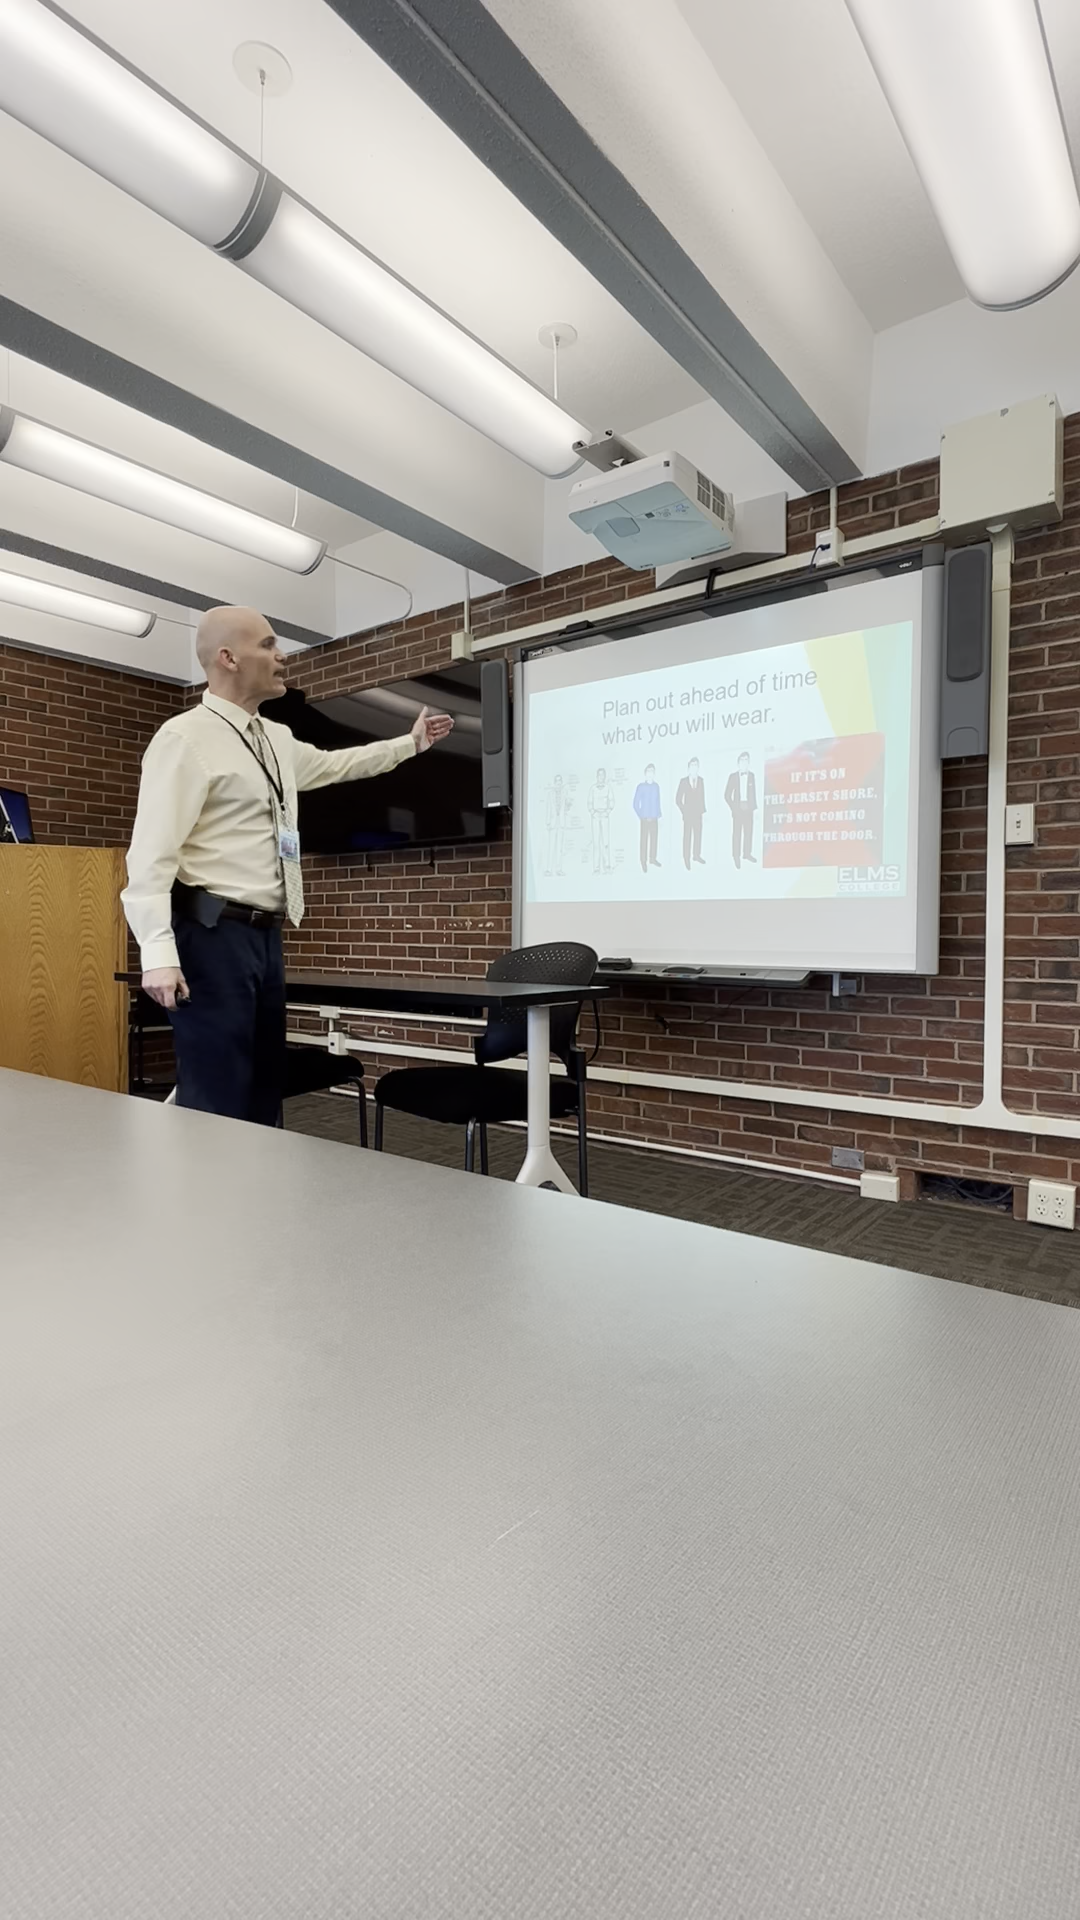 Plan out ahead of time
what you will wear.
IF IT'S ON
THE JERSEY SHORE,
IT'S NOT COMING
THROUGH THE DOOR.
ELMS
COLLEGE